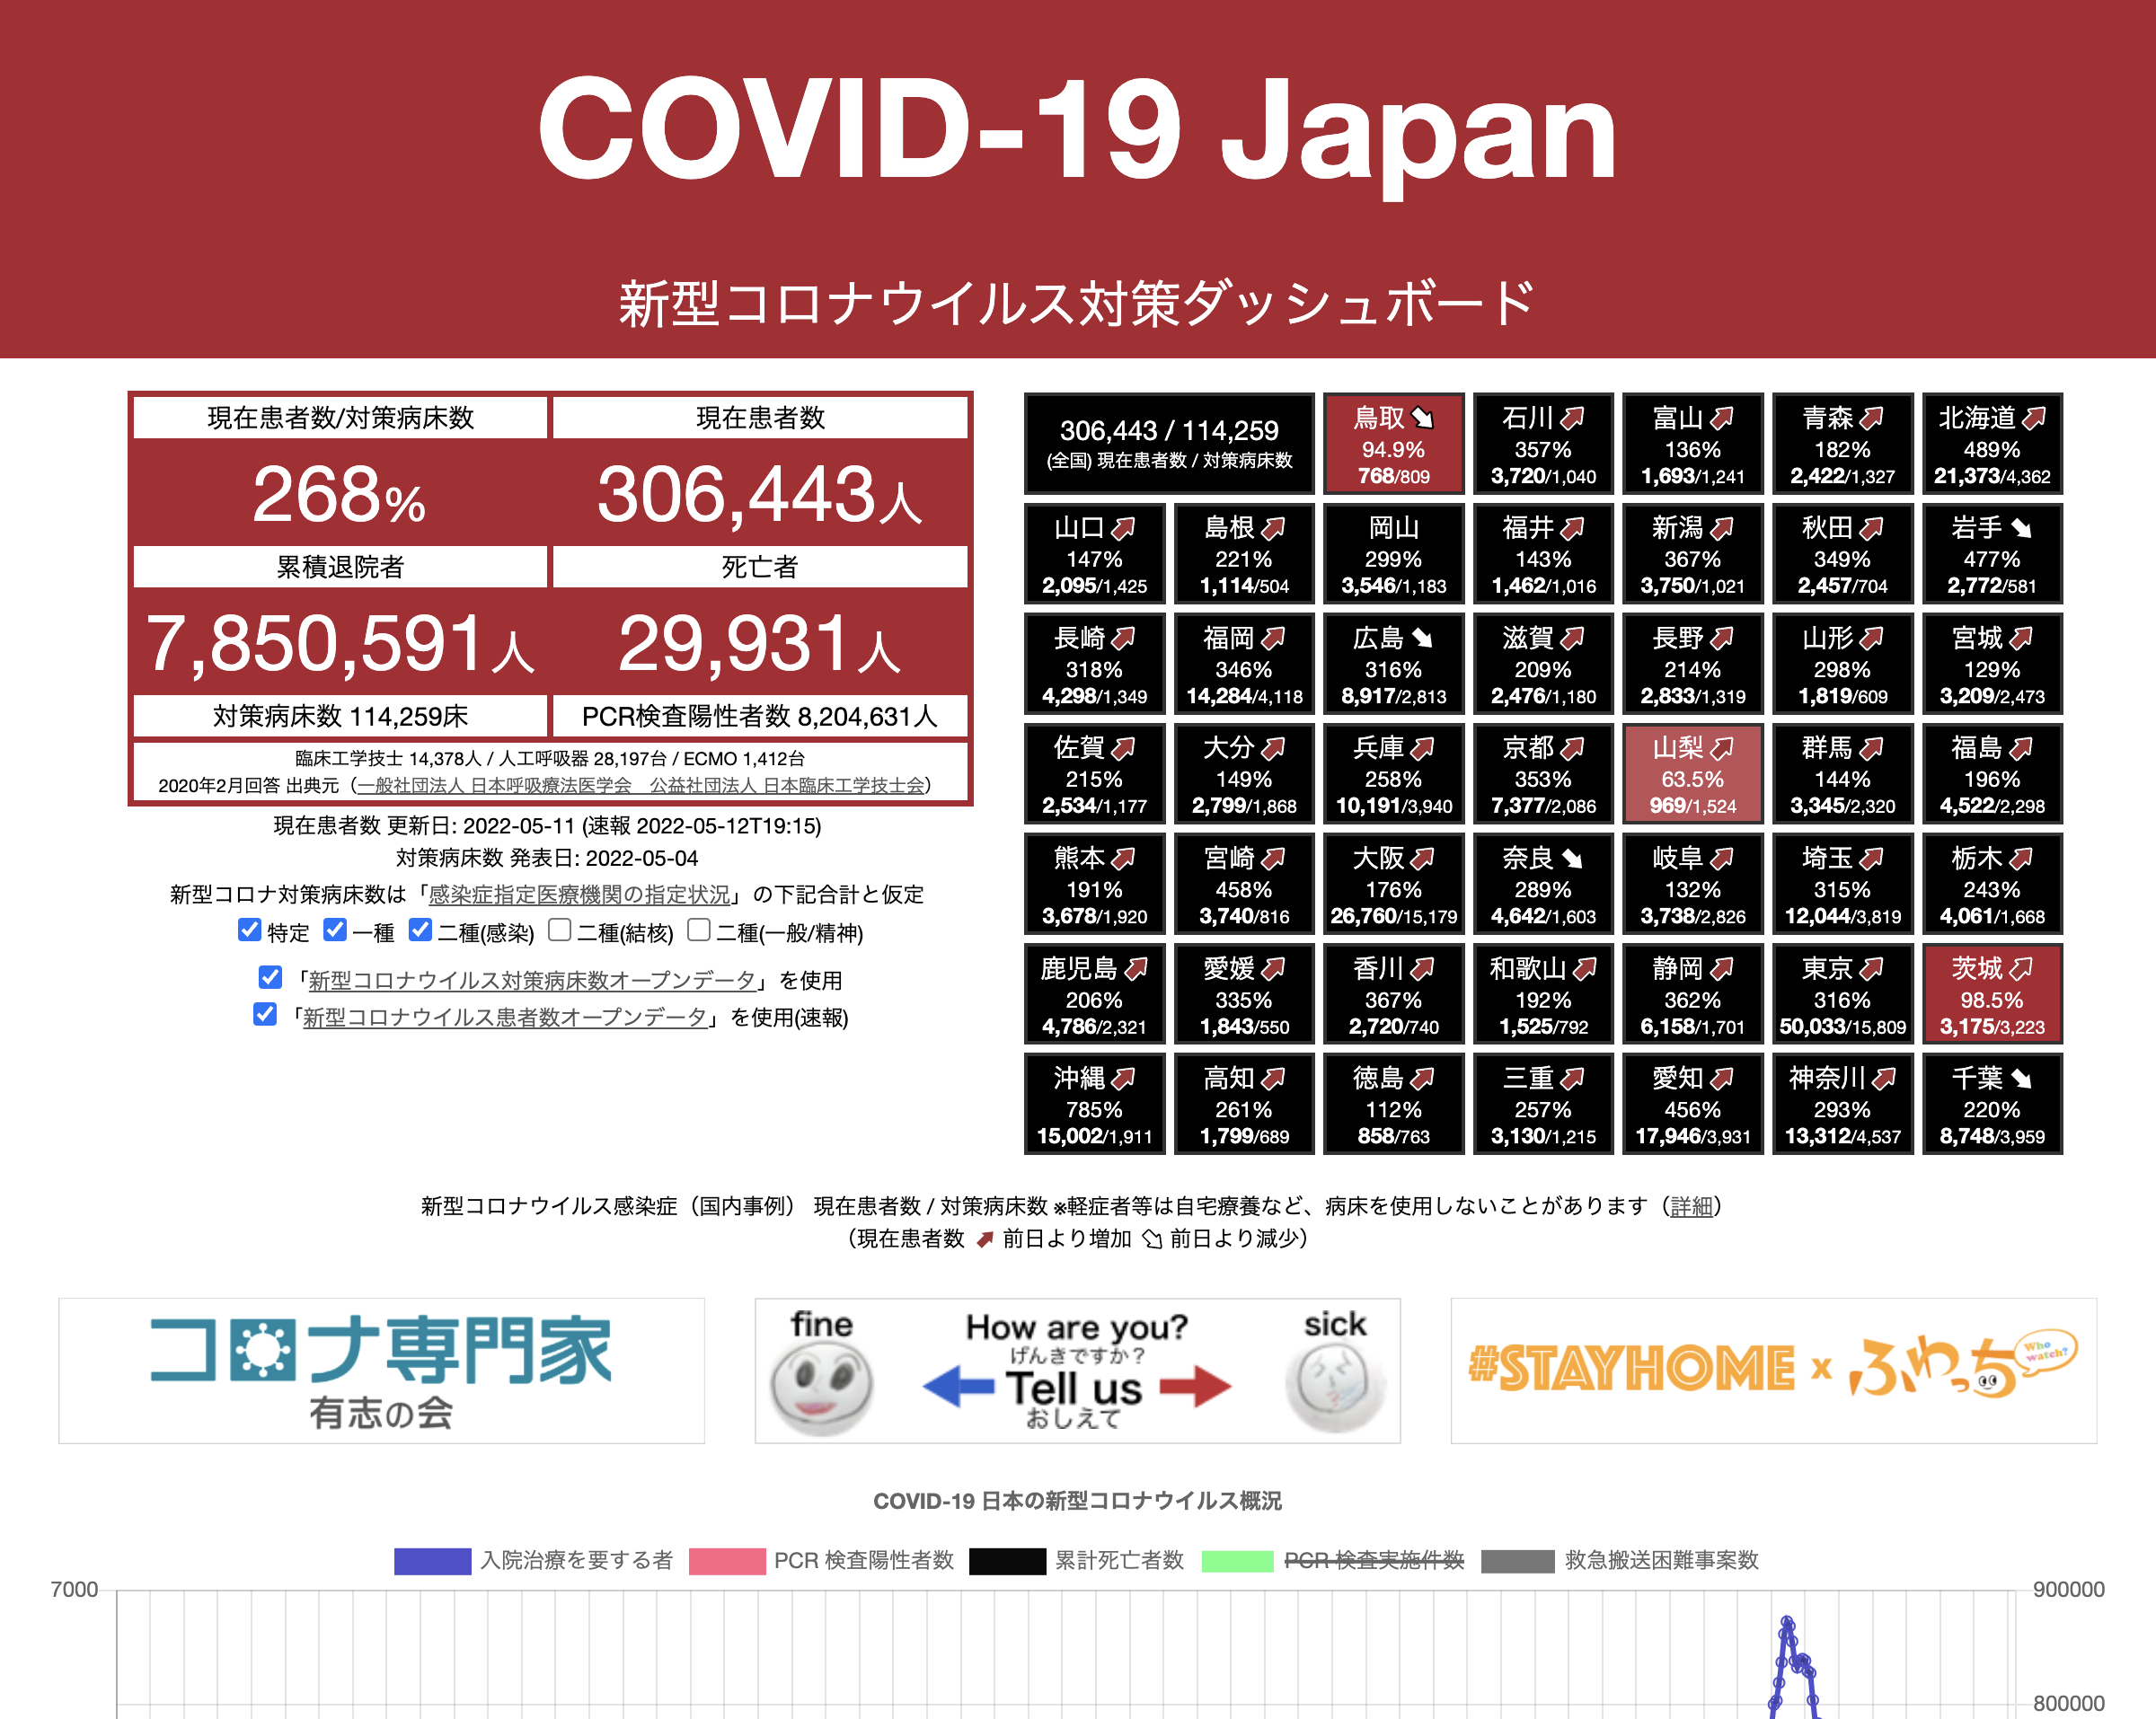 COVID-19 Japan
新型コロナウイルス対策ダッシュボード
現在患者数/対策病床数
現在患者数
268%
306,443人
累積退院者
死亡者
7,850,591人
29,931人
対策病床数 114,259床
PCR検査陽性者数 8,204,631人
臨床工学技士 14,378人 / 人工呼吸器 28,197台 / ECMO 1,412台
2020年2月回答 出典元（一般社団法人 日本呼吸療法医学会　公益社団法人 日本臨床工学技士会）
現在患者数 更新日: 2022-05-11 (速報 2022-05-12T19:15)
対策病床数 発表日: 2022-05-04
新型コロナ対策病床数は「感染症指定医療機関の指定状況」の下記合計と仮定
特定 一種 二種(感染) 二種(結核) 二種(一般/精神)
「新型コロナウイルス対策病床数オープンデータ」を使用
「新型コロナウイルス患者数オープンデータ」を使用(速報)
306,443 / 114,259
(全国) 現在患者数 / 対策病床数
鳥取
94.9%
768/809
石川
357%
3,720/1,040
富山
136%
1,693/1,241
青森
182%
2,422/1,327
北海道
489%
21,373/4,362
山口
147%
2,095/1,425
島根
221%
1,114/504
岡山
299%
3,546/1,183
福井
143%
1,462/1,016
新潟
367%
3,750/1,021
秋田
349%
2,457/704
岩手
477%
2,772/581
長崎
318%
4,298/1,349
福岡
346%
14,284/4,118
広島
316%
8,917/2,813
滋賀
209%
2,476/1,180
長野
214%
2,833/1,319
山形
298%
1,819/609
宮城
129%
3,209/2,473
佐賀
215%
2,534/1,177
大分
149%
2,799/1,868
兵庫
258%
10,191/3,940
京都
353%
7,377/2,086
山梨
63.5%
969/1,524
群馬
144%
3,345/2,320
福島
196%
4,522/2,298
熊本
191%
3,678/1,920
宮崎
458%
3,740/816
大阪
176%
26,760/15,179
奈良
289%
4,642/1,603
岐阜
132%
3,738/2,826
埼玉
315%
12,044/3,819
栃木
243%
4,061/1,668
鹿児島
206%
4,786/2,321
愛媛
335%
1,843/550
香川
367%
2,720/740
和歌山
192%
1,525/792
静岡
362%
6,158/1,701
東京
316%
50,033/15,809
茨城
98.5%
3,175/3,223
沖縄
785%
15,002/1,911
高知
261%
1,799/689
徳島
112%
858/763
三重
257%
3,130/1,215
愛知
456%
17,946/3,931
神奈川
293%
13,312/4,537
千葉
220%
8,748/3,959
新型コロナウイルス感染症（国内事例） 現在患者数 / 対策病床数 ※軽症者等は自宅療養など、病床を使用しないことがあります（詳細）
（現在患者数 前日より増加 前日より減少）
コロナ専門家
有志の会
fine
How are you?
げんきですか？
Tell us
おしえて
sick
#STAYHOME x ふわっち
Who watch?
COVID-19 日本の新型コロナウイルス概況
入院治療を要する者 PCR 検査陽性者数 累計死亡者数 PCR 検査実施件数 救急搬送困難事案数
7000
900000
800000